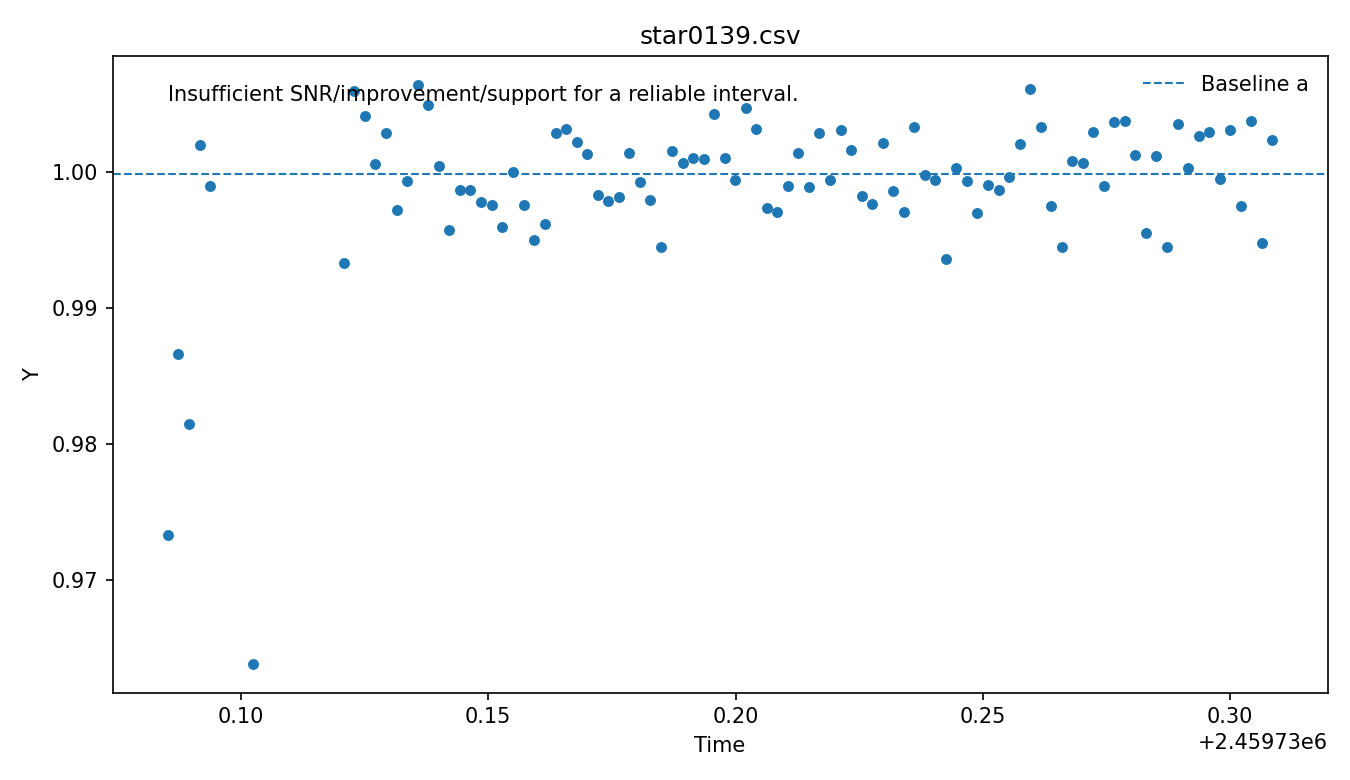 star0139.csv
Insufficient SNR/improvement/support for a reliable interval.
Baseline a
1.00
0.99
0.98
0.97
Y
0.10 0.15 0.20 0.25 0.30
Time
+2.45973e6